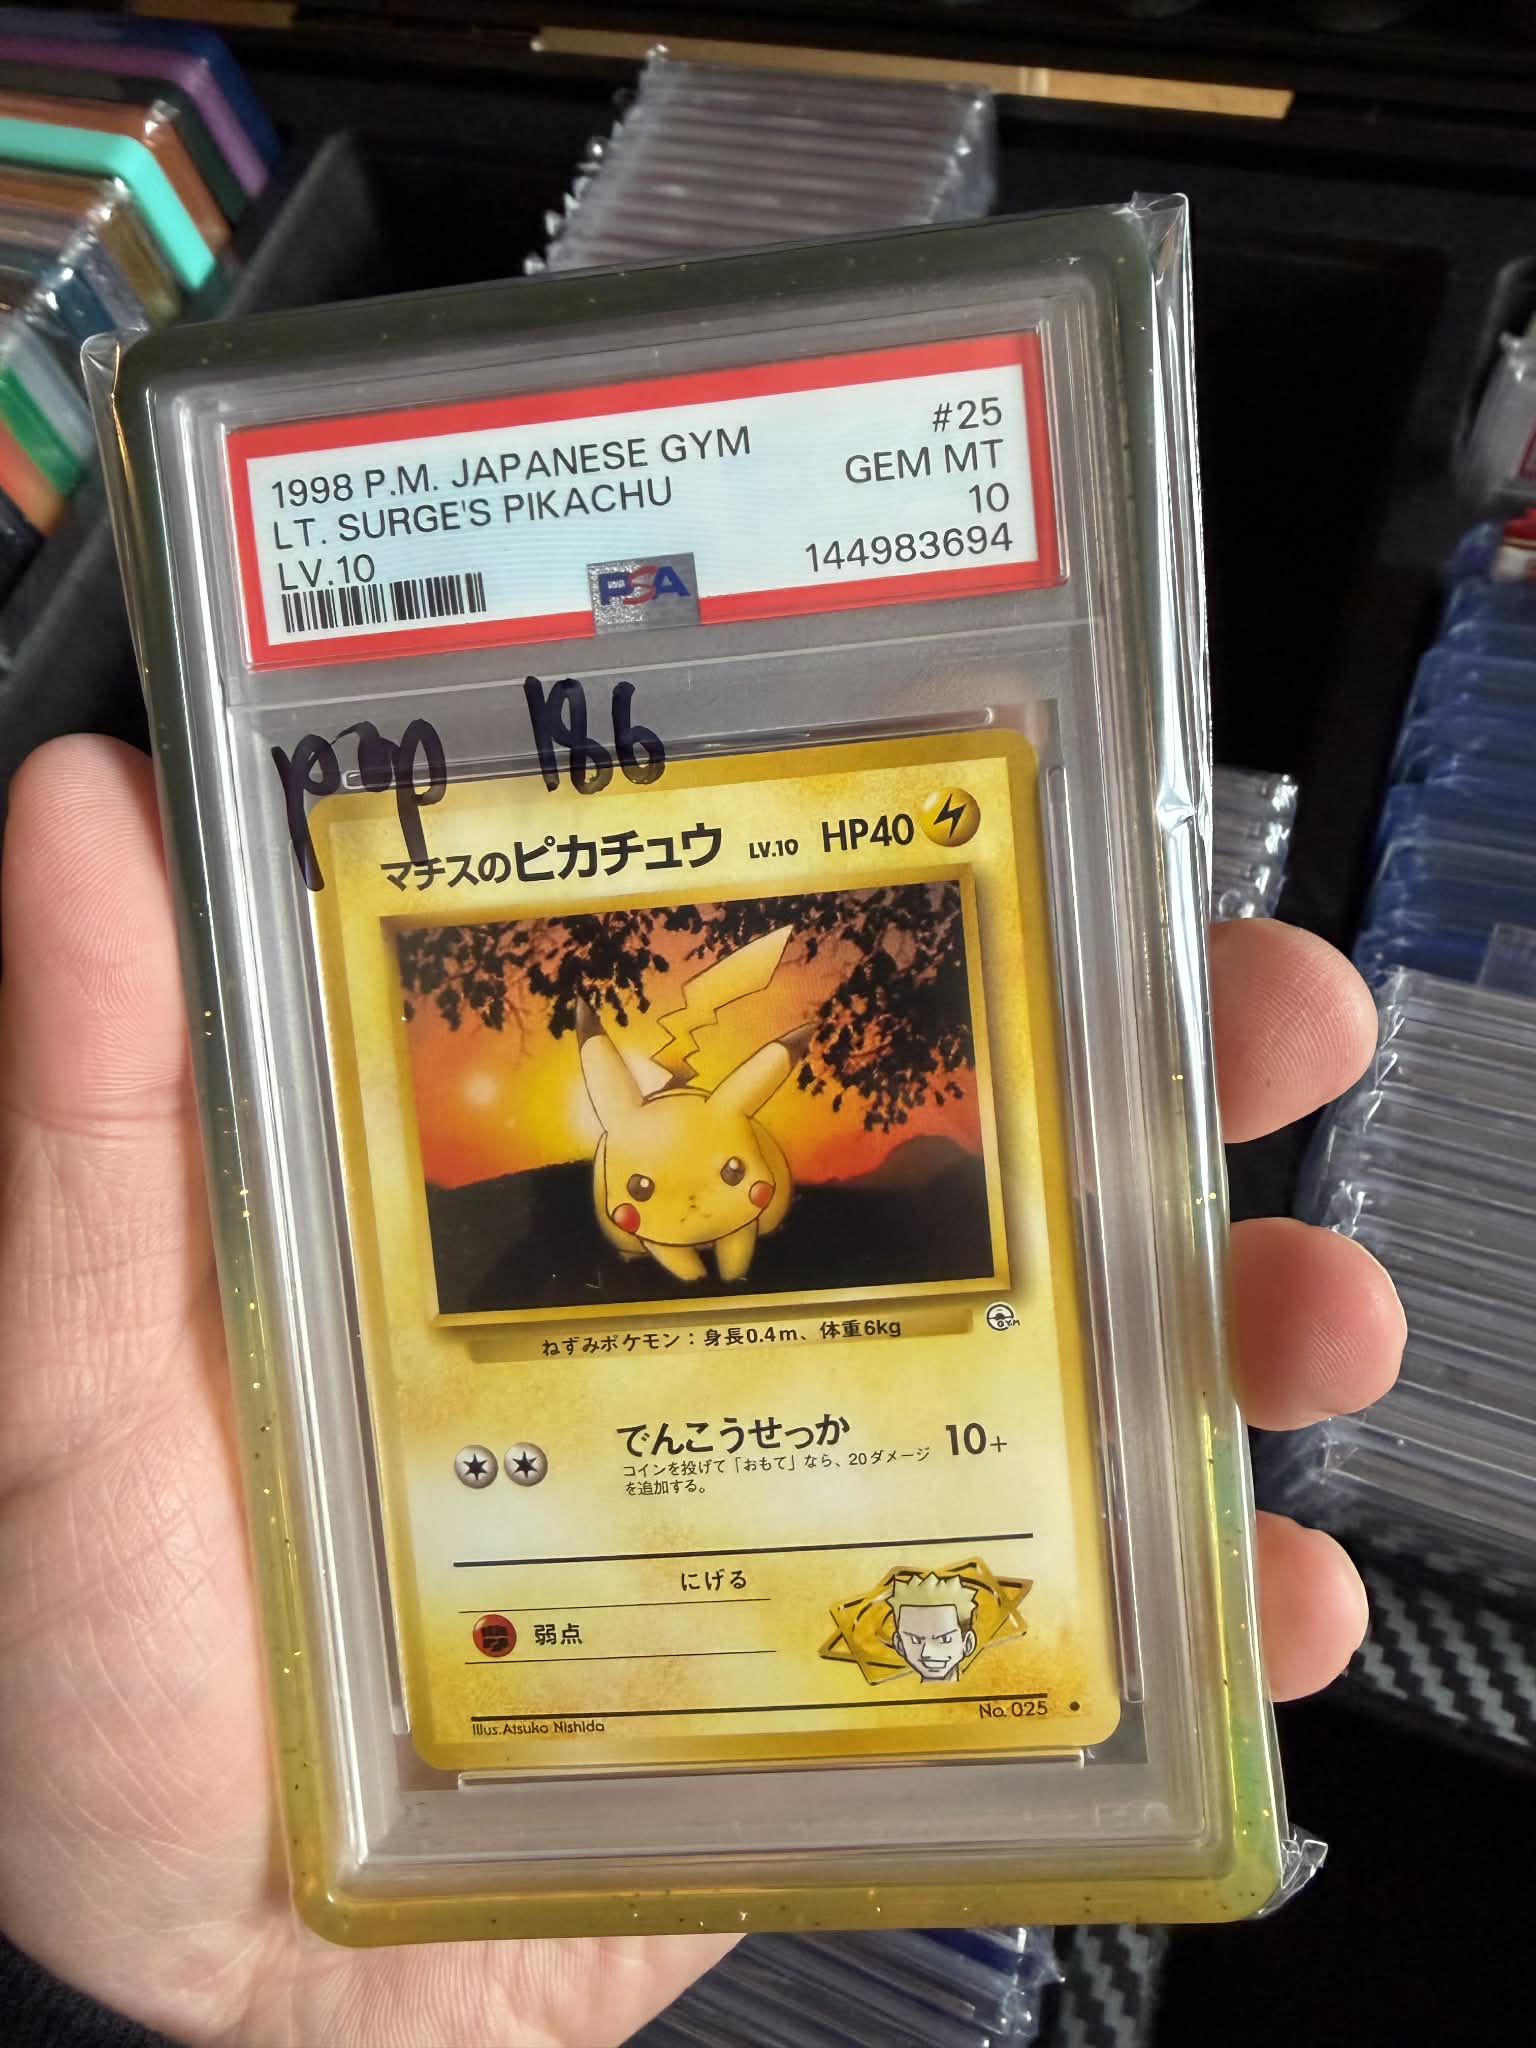 1998 P.M. JAPANESE GYM #25
LT. SURGE'S PIKACHU GEM MT
LV.10 10
PSA 144983694
pop 186
マチスのピカチュウ LV.10 HP40
ねずみポケモン：身長0.4m、体重6kg
GYM
でんこうせっか 10+
コインを投げて「おもて」なら、20ダメージ
を追加する。
にげる
弱点
Illus.Atsuko Nishida No.025 ●